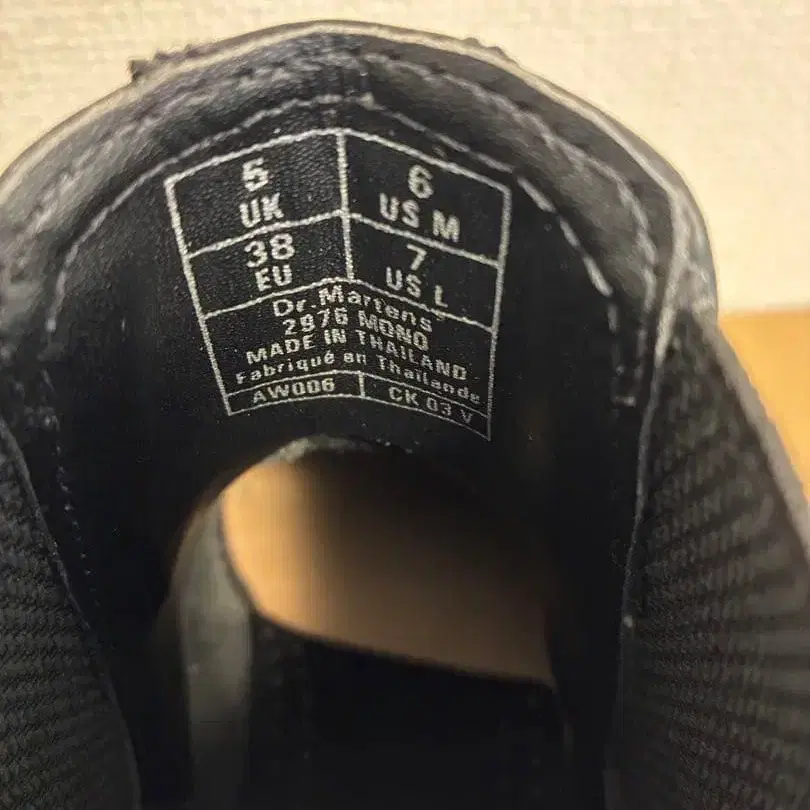 5
UK
6
US M
38
EU
7
US L
Dr. Martens
2976 MONO
MADE IN THAILAND
Fabriqué en Thaïlande
AW006
CK 03 V